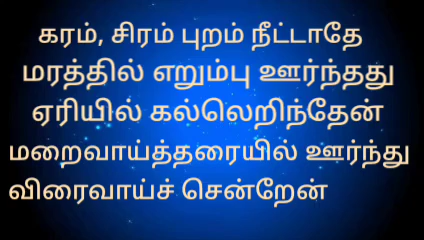 கரம், சிரம் புறம் நீட்டாதே
மரத்தில் எறும்பு ஊர்ந்தது
ஏரியில் கல்லெறிந்தேன்
மறைவாய்த்தரையில் ஊர்ந்து
விரைவாய்ச் சென்றேன்